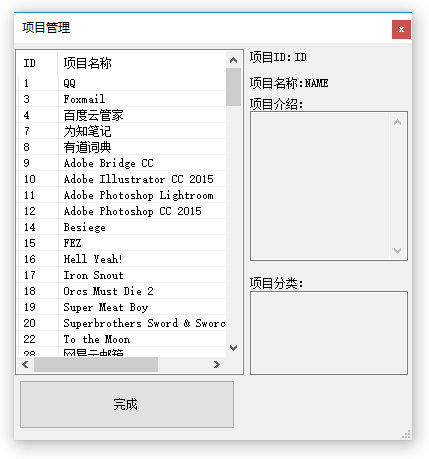 项目管理
x
ID 项目名称
1 QQ
3 Foxmail
4 百度云管家
7 为知笔记
8 有道词典
9 Adobe Bridge CC
10 Adobe Illustrator CC 2015
11 Adobe Photoshop Lightroom
12 Adobe Photoshop CC 2015
14 Besiege
15 FEZ
16 Hell Yeah!
17 Iron Snout
18 Orcs Must Die 2
19 Super Meat Boy
20 Superbrothers Sword & Sworc
22 To the Moon
28 网易云邮箱
完成
项目ID:ID
项目名称:NAME
项目介绍:
项目分类: